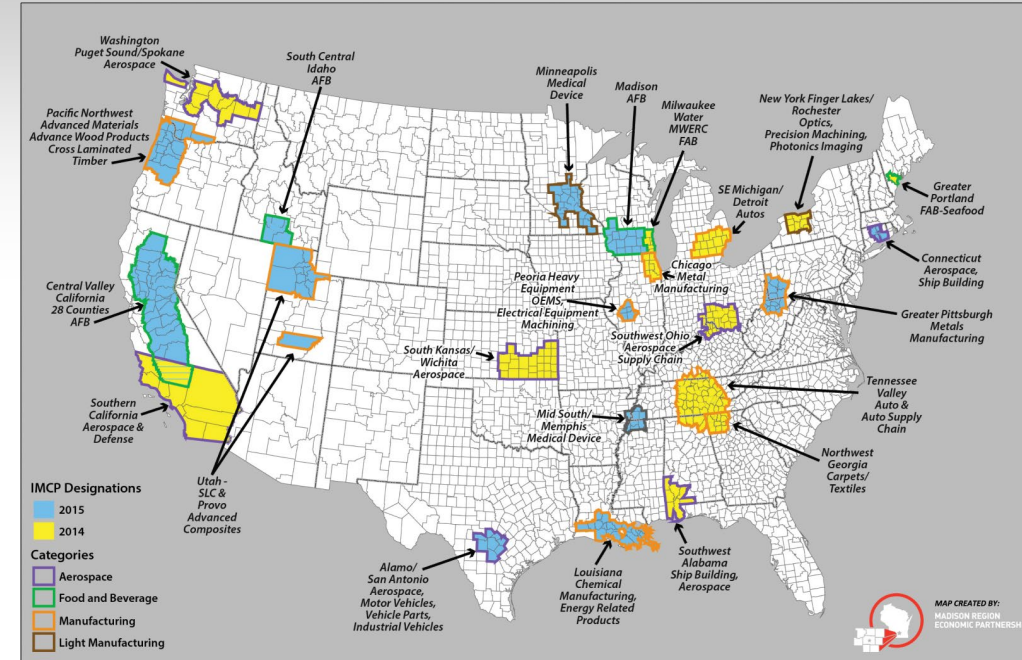 Washington
Puget Sound/Spokane
Aerospace
South Central
Idaho
AFB
Minneapolis
Medical
Device
Madison
AFB
Milwaukee
Water
MWERC
FAB
New York Finger Lakes/
Rochester
Optics,
Precision Machining,
Photonics Imaging
Pacific Northwest
Advanced Materials
Advance Wood Products
Cross Laminated
Timber
SE Michigan/
Detroit
Autos
Greater
Portland
FAB-Seafood
Connecticut
Aerospace,
Ship Building
Central Valley
California
28 Counties
AFB
Peoria Heavy
Equipment
OEMS,
Electrical Equipment
Machining
Chicago
Metal
Manufacturing
Greater Pittsburgh
Metals
Manufacturing
Southwest Ohio
Aerospace
Supply Chain
South Kansas/
Wichita
Aerospace
Tennessee
Valley
Auto &
Auto Supply
Chain
Southern
California
Aerospace &
Defense
Mid South/
Memphis
Medical Device
Northwest
Georgia
Carpets/
Textiles
Utah -
SLC &
Provo
Advanced
Composites
Alamo/
San Antonio
Aerospace,
Motor Vehicles,
Vehicle Parts,
Industrial Vehicles
Louisiana
Chemical
Manufacturing,
Energy Related
Products
Southwest
Alabama
Ship Building,
Aerospace
IMCP Designations
2015
2014
Categories
Aerospace
Food and Beverage
Manufacturing
Light Manufacturing
MAP CREATED BY:
MADISON REGION
ECONOMIC PARTNERSH